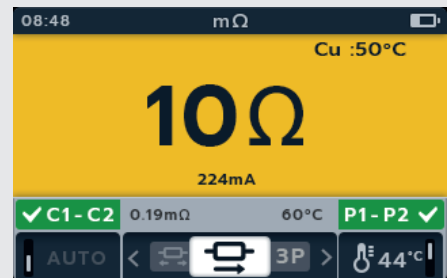 08:48 mΩ
Cu :50°C
10Ω
224mA
C1-C2 0.19mΩ 60°C P1-P2
AUTO < 3P > 44°C